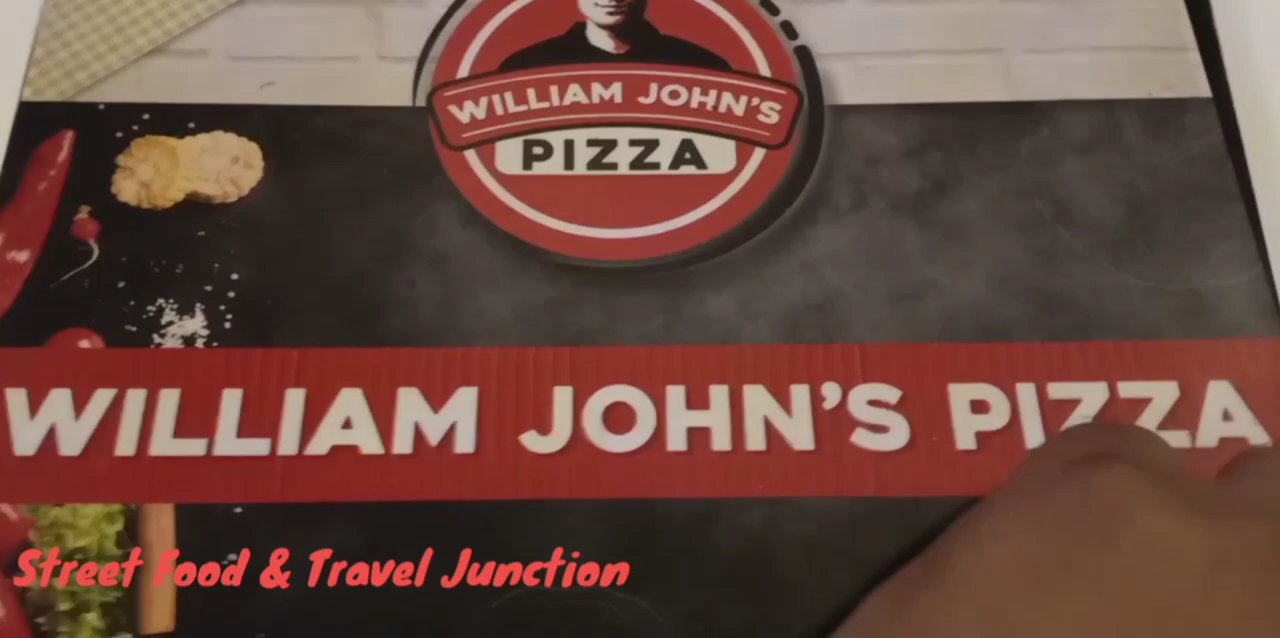 WILLIAM JOHN'S
PIZZA
WILLIAM JOHN'S PIZZA
Street Food & Travel Junction